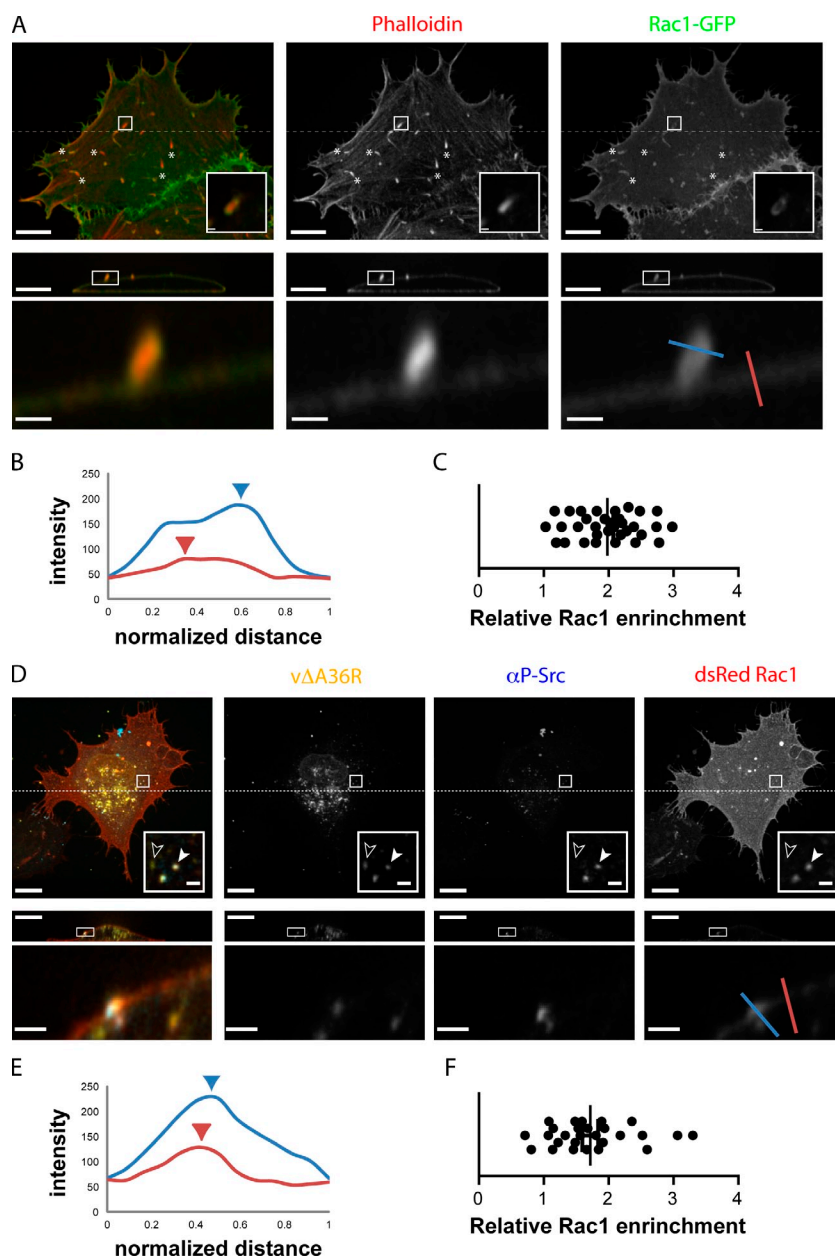 A
Phalloidin
Rac1-GFP
* * * * *
* * * * *
* * * * *
B
C
intensity
250
200
150
100
50
0
0 0.2 0.4 0.6 0.8 1
normalized distance
0 1 2 3 4
Relative Rac1 enrinchment
D
vΔA36R
αP-Src
dsRed Rac1
E
F
intensity
250
200
150
100
50
0
0 0.2 0.4 0.6 0.8 1
normalized distance
0 1 2 3 4
Relative Rac1 enrinchment